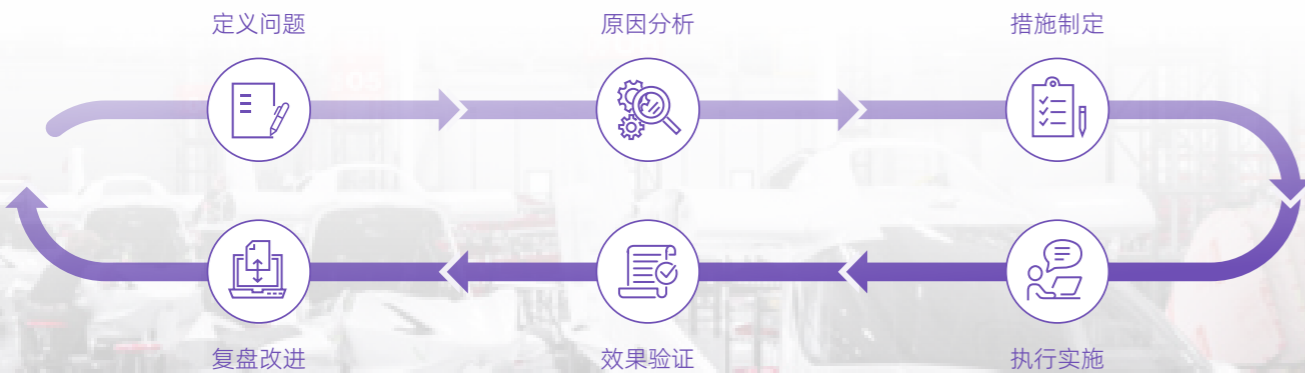 定义问题
原因分析
措施制定
复盘改进
效果验证
执行实施